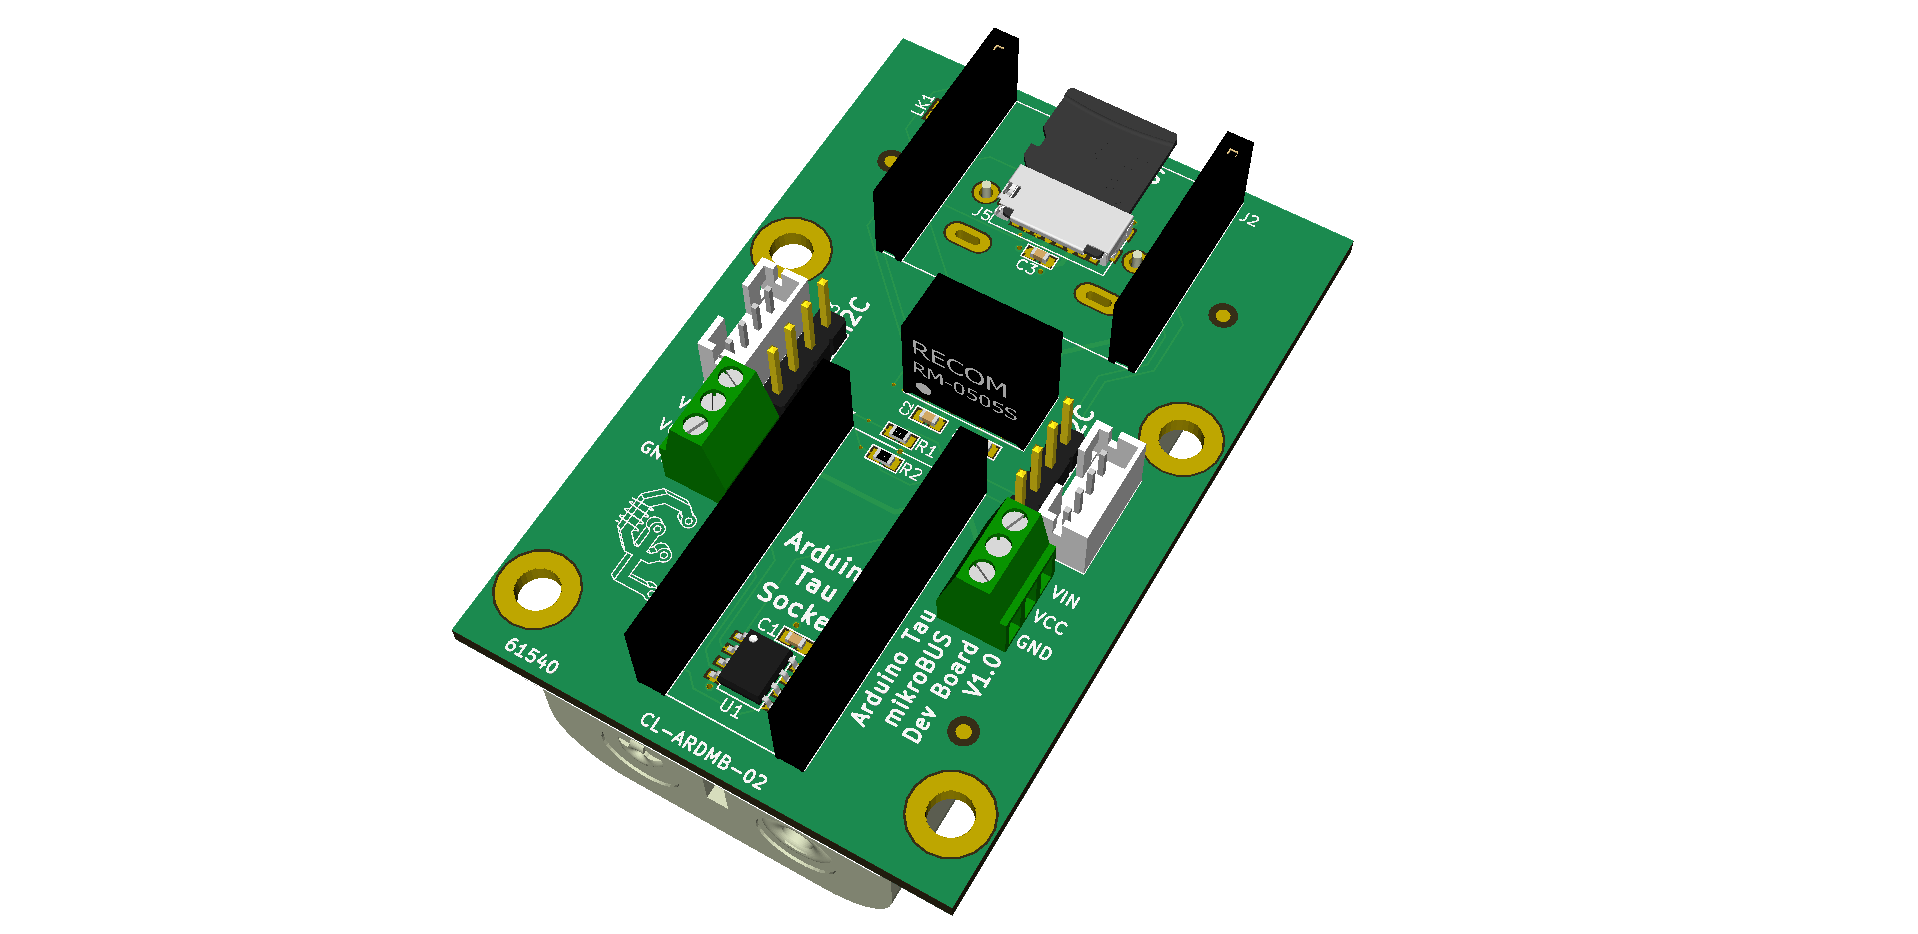 LK1
J2
J5
C3
RECOM
RM-0505S
C2
R1
R2
Arduin
Tau
Socke
C1
U1
VIN
VCC
GND
Arduino Tau
mikroBUS
Dev Board
V1.0
61540
CL-ARDMB-02